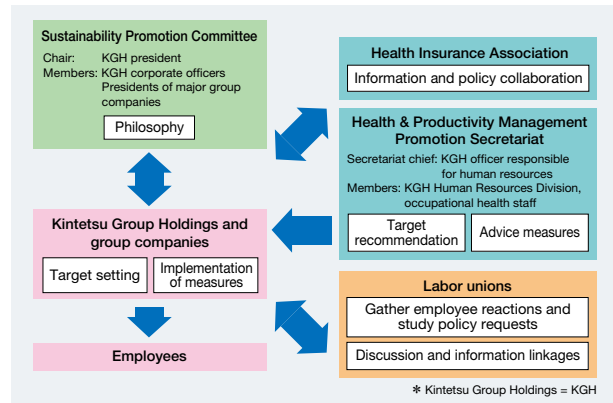 Sustainability Promotion Committee
Chair: KGH president
Members: KGH corporate officers
Presidents of major group
companies
Philosophy
Kintetsu Group Holdings and
group companies
Target setting
Implementation
of measures
Employees
Health Insurance Association
Information and policy collaboration
Health & Productivity Management
Promotion Secretariat
Secretariat chief: KGH officer responsible
for human resources
Members: KGH Human Resources Division,
occupational health staff
Target
recommendation
Advice measures
Labor unions
Gather employee reactions and
study policy requests
Discussion and information linkages
* Kintetsu Group Holdings = KGH